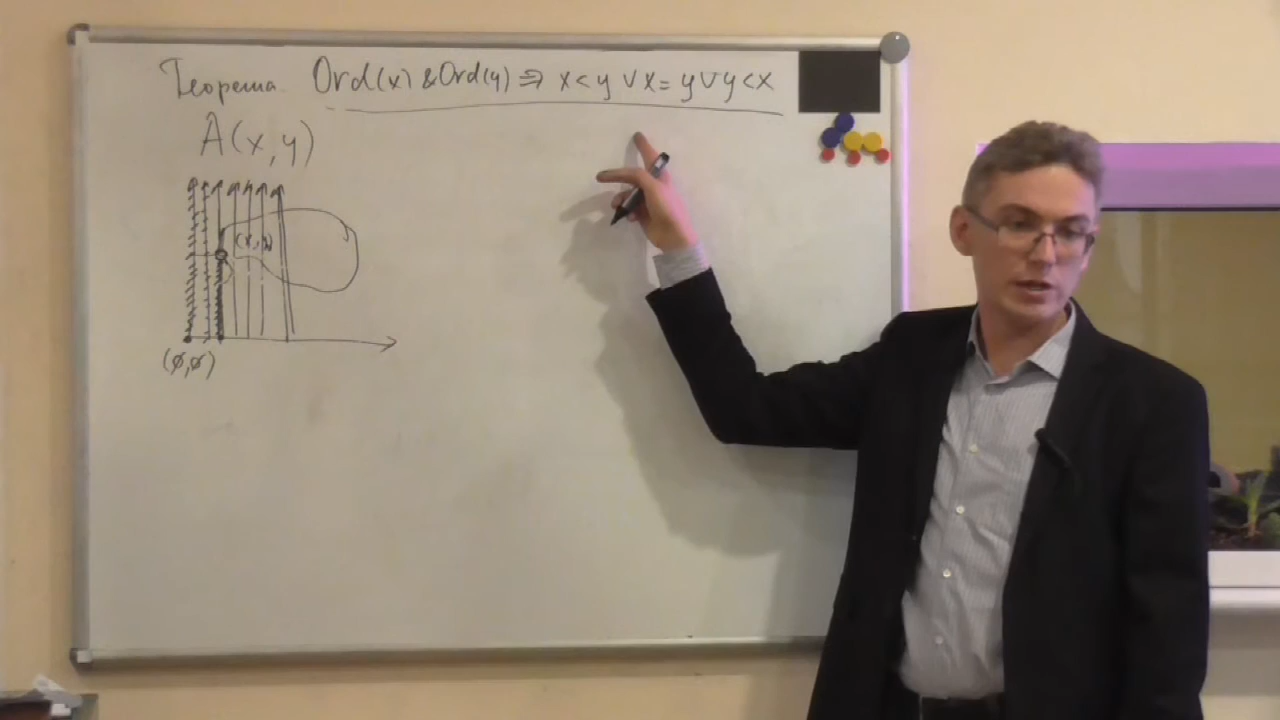 Теорема. Ord(x) & Ord(y) ⇒ x < y ∨ x = y ∨ y < x
Â(x,y)
(x,y)
(ø,ø)